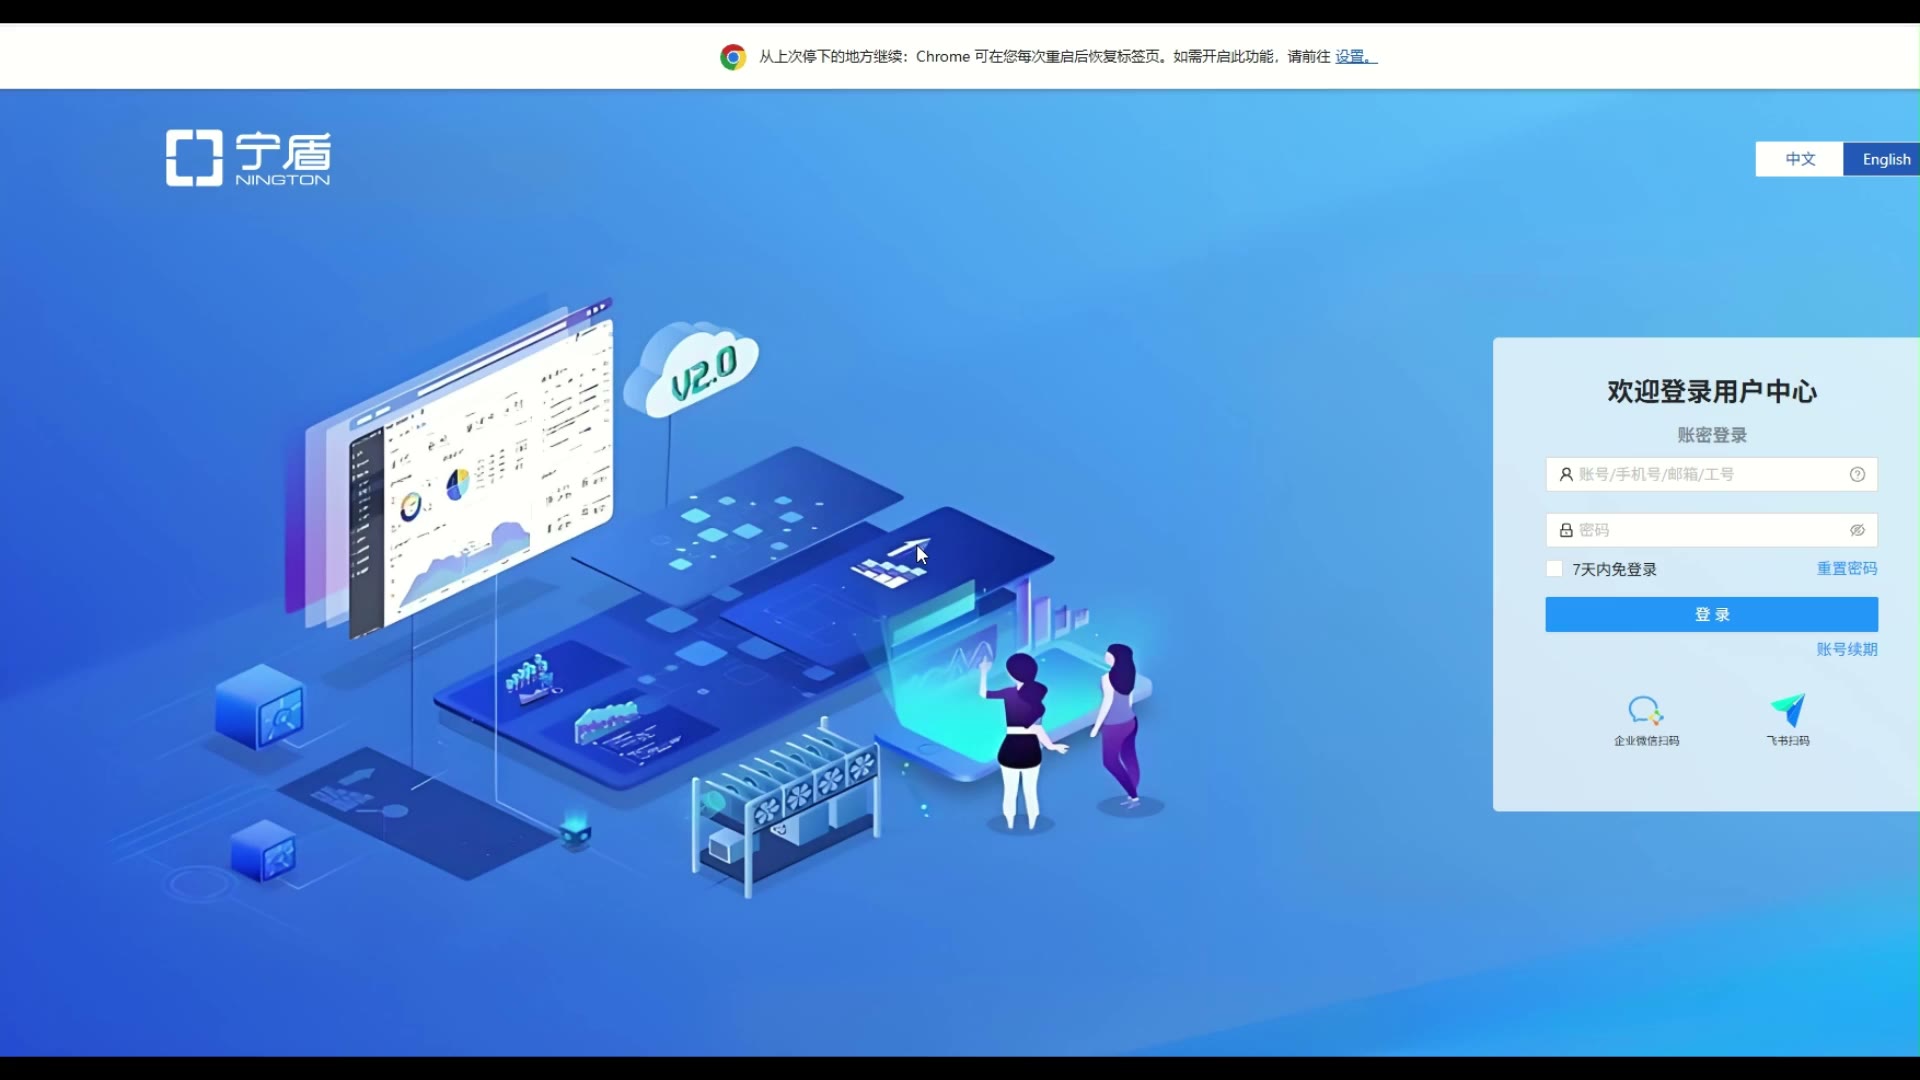 从上次停下的地方继续：Chrome 可在您每次重启后恢复标签页。如需开启此功能，请前往 设置。
宁盾
NINGTON
中文
English
V2.0
欢迎登录用户中心
账密登录
账号/手机号/邮箱/工号
密码
7天内免登录
重置密码
登 录
账号续期
企业微信扫码
飞书扫码